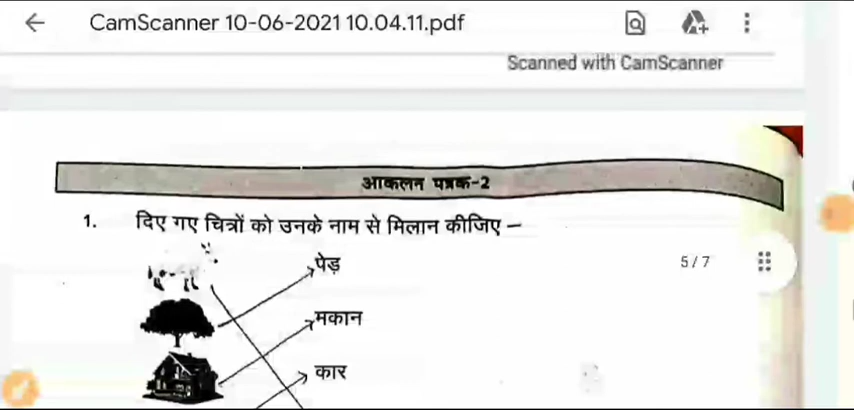 CamScanner 10-06-2021 10.04.11.pdf
Scanned with CamScanner
आकलन पत्रक-2
1. दिए गए चित्रों को उनके नाम से मिलान कीजिए –
पेड़
5 / 7
मकान
कार